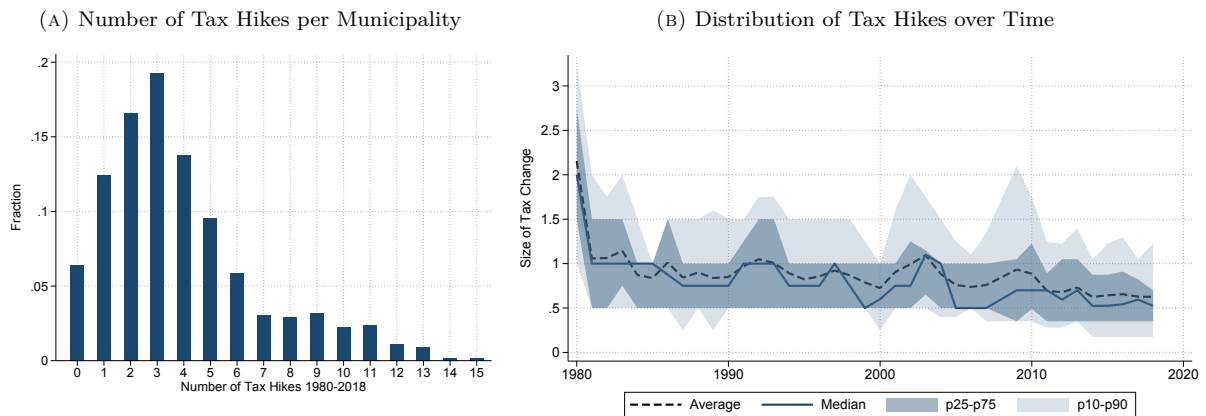 (A) Number of Tax Hikes per Municipality
.2
.15
.1
.05
0
Fraction
0 1 2 3 4 5 6 7 8 9 10 11 12 13 14 15
Number of Tax Hikes 1980-2018
(B) Distribution of Tax Hikes over Time
3
2.5
2
1.5
1
.5
0
Size of Tax Change
1980 1990 2000 2010 2020
Average Median p25-p75 p10-p90